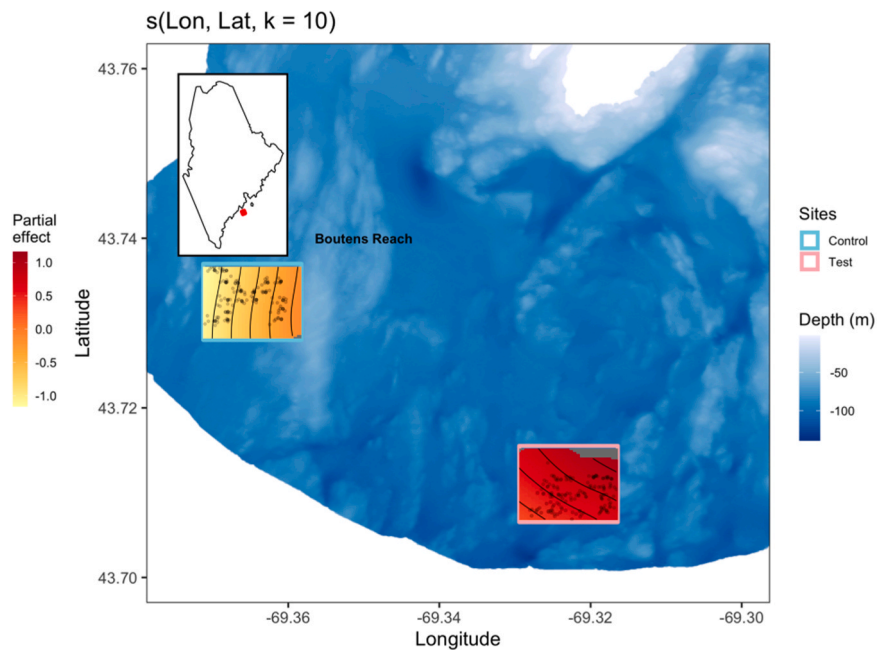 s(Lon, Lat, k = 10)
43.76
43.74
43.72
43.70
Latitude
-69.36
-69.34
-69.32
-69.30
Longitude
Boutens Reach
Partial
effect
1.0
0.5
0.0
-0.5
-1.0
Sites
Control
Test
Depth (m)
-50
-100